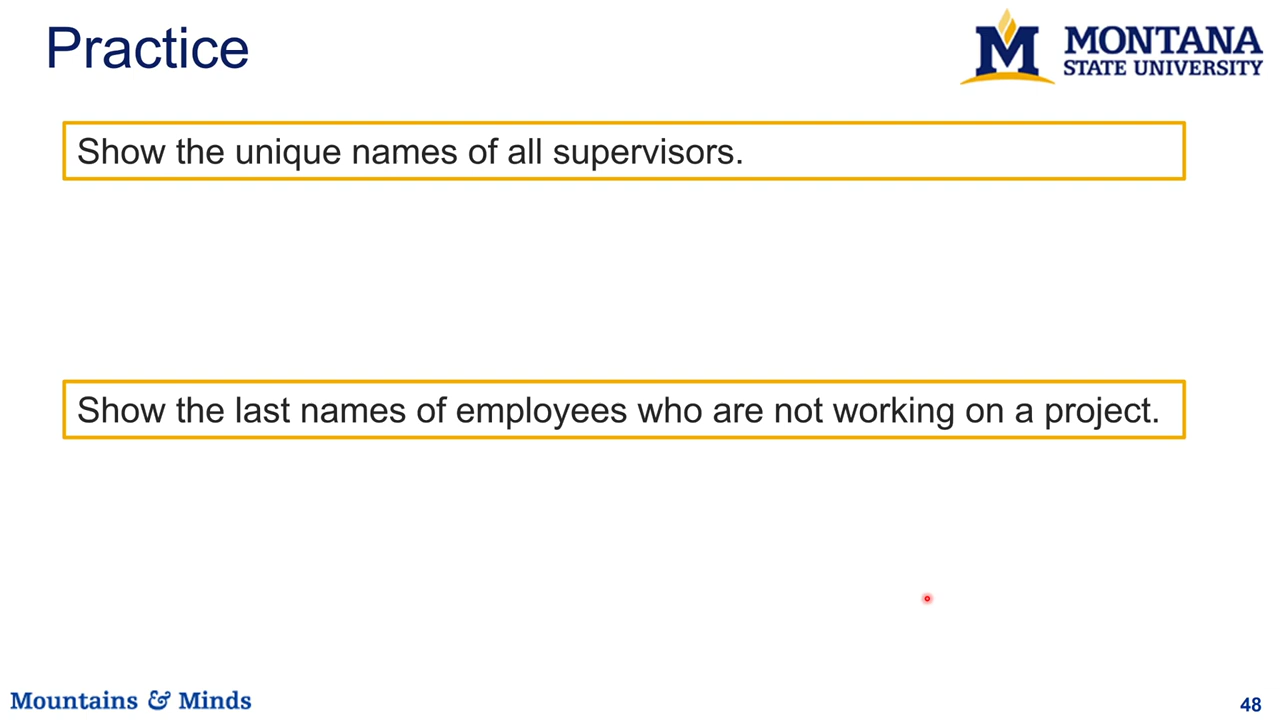 Practice
MONTANA
STATE UNIVERSITY
Show the unique names of all supervisors.
Show the last names of employees who are not working on a project.
Mountains & Minds
48